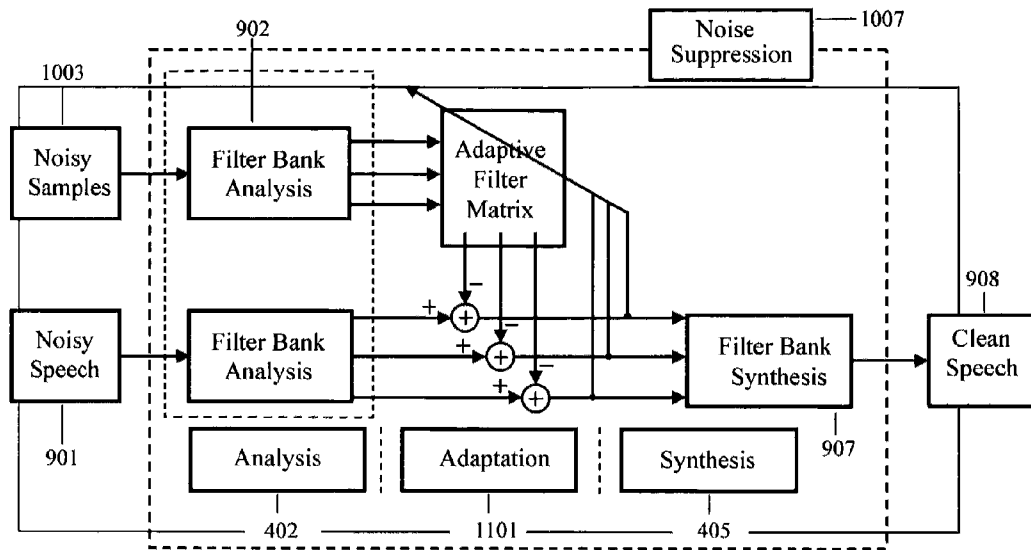 902
1007
Noise
Suppression
1003
Noisy
Samples
Filter Bank
Analysis
Adaptive
Filter
Matrix
−
−
−
+
+
+
+
+
+
908
Noisy
Speech
Filter Bank
Analysis
Filter Bank
Synthesis
Clean
Speech
901
907
Analysis
Adaptation
Synthesis
402
1101
405